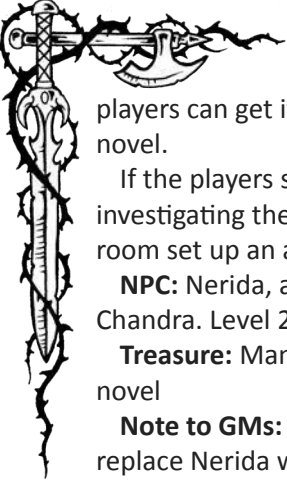 players can get i
novel.
If the players s
investigating the
room set up an a
NPC: Nerida, a
Chandra. Level 2
Treasure: Man
novel
Note to GMs:
replace Nerida w